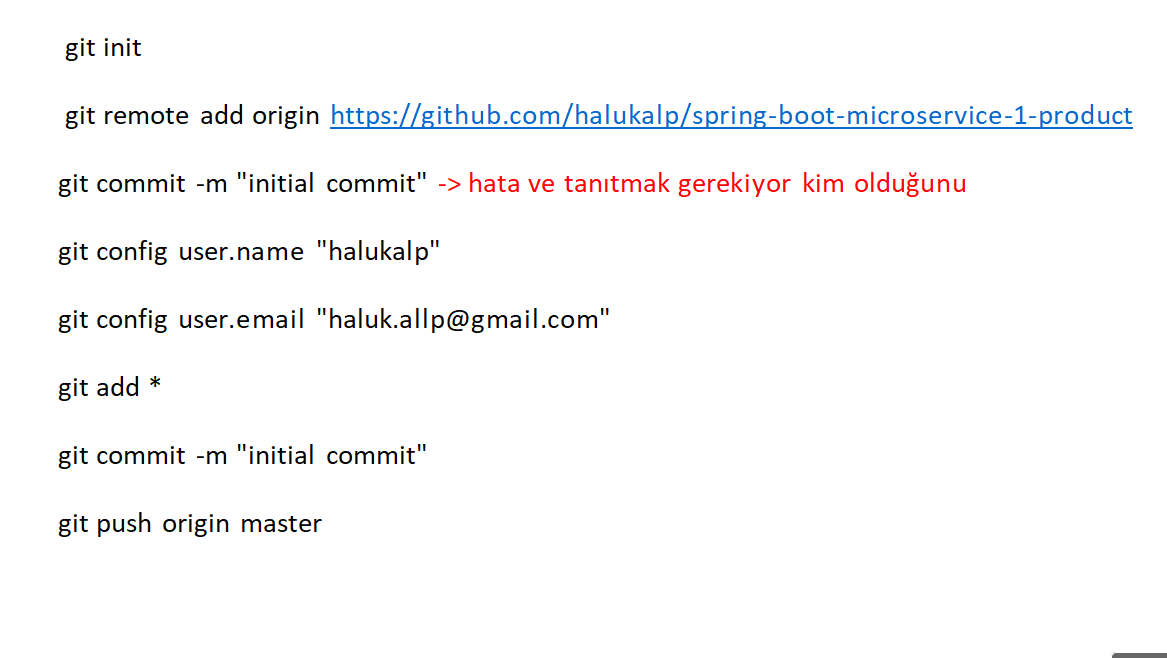 git init
git remote add origin https://github.com/halukalp/spring-boot-microservice-1-product
git commit -m "initial commit" -> hata ve tanıtmak gerekiyor kim olduğunu
git config user.name "halukalp"
git config user.email "haluk.allp@gmail.com"
git add *
git commit -m "initial commit"
git push origin master